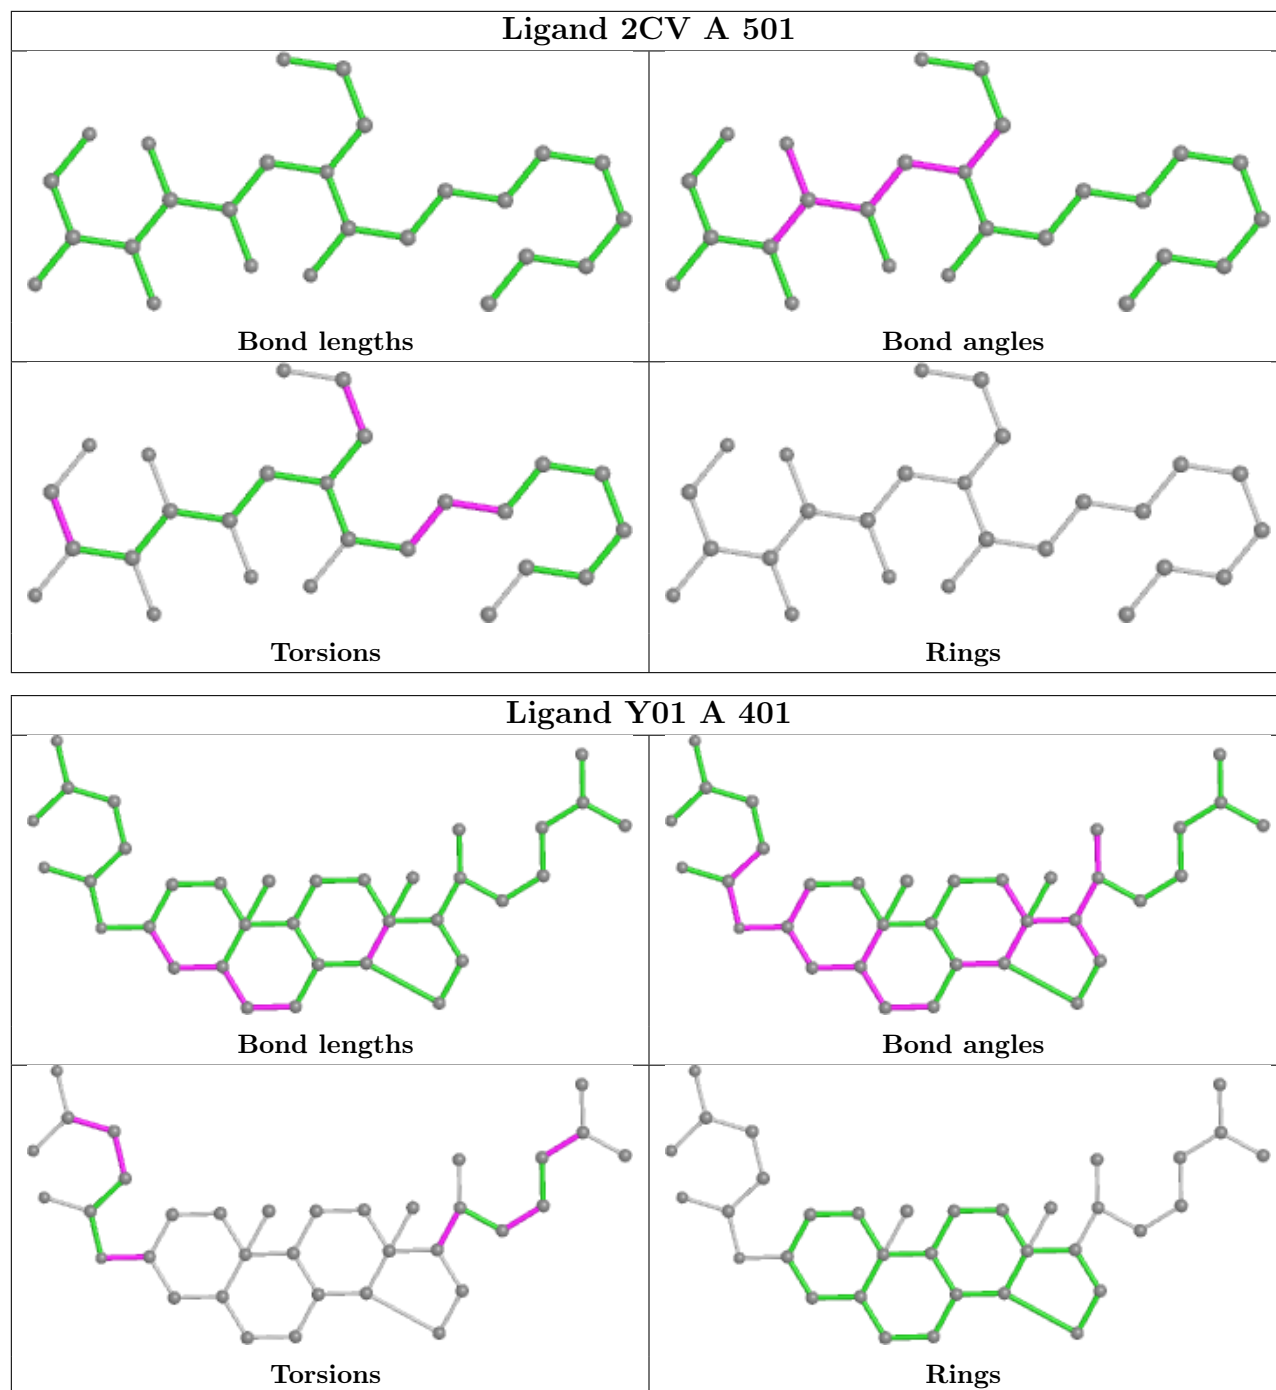 Ligand 2CV A 501
Bond lengths
Bond angles
Torsions
Rings
Ligand Y01 A 401
Bond lengths
Bond angles
Torsions
Rings